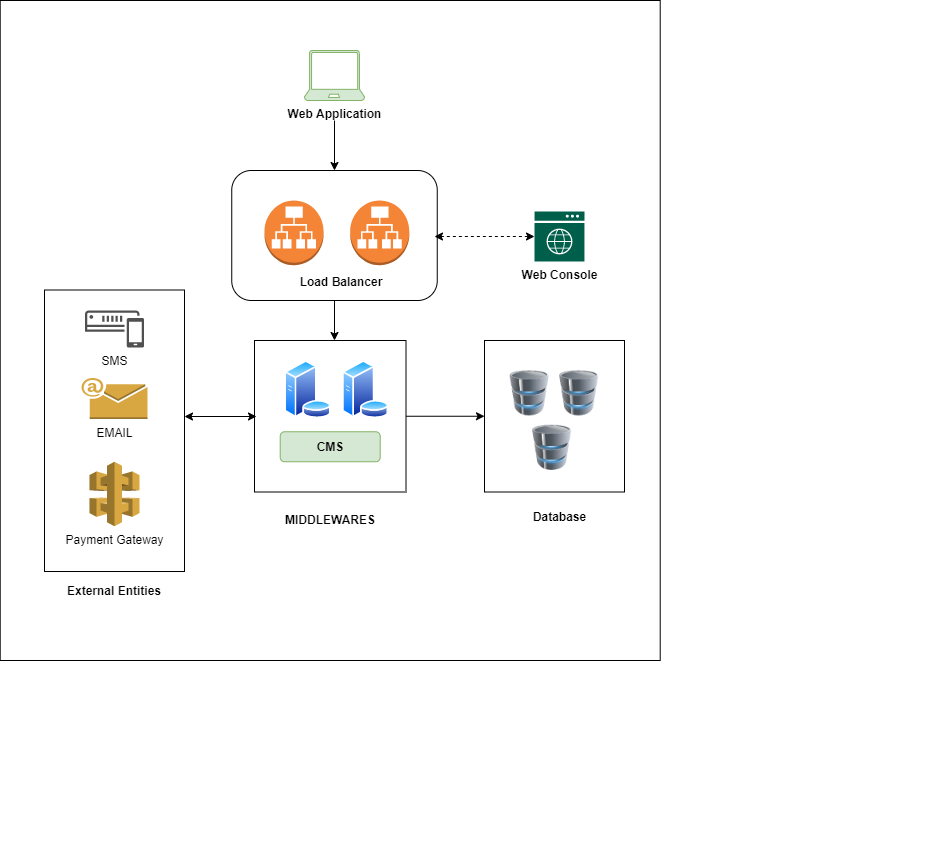 Web Application
Load Balancer
Web Console
SMS
@
EMAIL
CMS
Payment Gateway
MIDDLEWARES
Database
External Entities